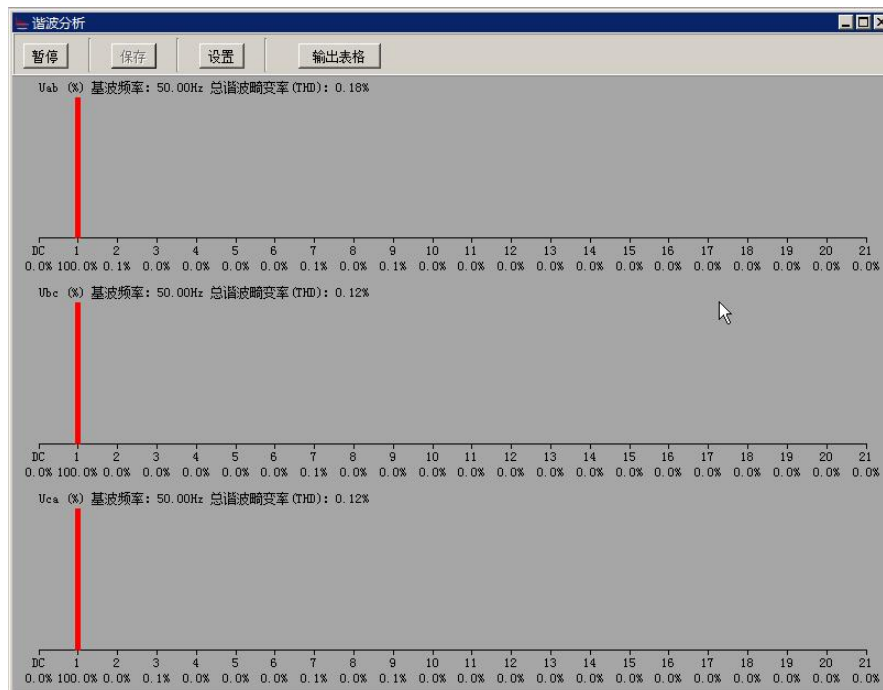 谐波分析
暂停 保存 设置 输出表格
Uab (%) 基波频率: 50.00Hz 总谐波畸变率(THD): 0.18%
DC 1 2 3 4 5 6 7 8 9 10 11 12 13 14 15 16 17 18 19 20 21
0.0% 100.0% 0.1% 0.0% 0.0% 0.0% 0.0% 0.1% 0.0% 0.1% 0.0% 0.0% 0.0% 0.0% 0.0% 0.0% 0.0% 0.0% 0.0% 0.0% 0.0% 0.0%
Ubc (%) 基波频率: 50.00Hz 总谐波畸变率(THD): 0.12%
DC 1 2 3 4 5 6 7 8 9 10 11 12 13 14 15 16 17 18 19 20 21
0.0% 100.0% 0.0% 0.0% 0.0% 0.0% 0.0% 0.1% 0.0% 0.0% 0.0% 0.0% 0.0% 0.0% 0.0% 0.0% 0.0% 0.0% 0.0% 0.0% 0.0% 0.0%
Uca (%) 基波频率: 50.00Hz 总谐波畸变率(THD): 0.12%
DC 1 2 3 4 5 6 7 8 9 10 11 12 13 14 15 16 17 18 19 20 21
0.0% 100.0% 0.0% 0.1% 0.0% 0.0% 0.0% 0.1% 0.0% 0.1% 0.0% 0.0% 0.0% 0.0% 0.0% 0.0% 0.0% 0.0% 0.0% 0.0% 0.0% 0.0%